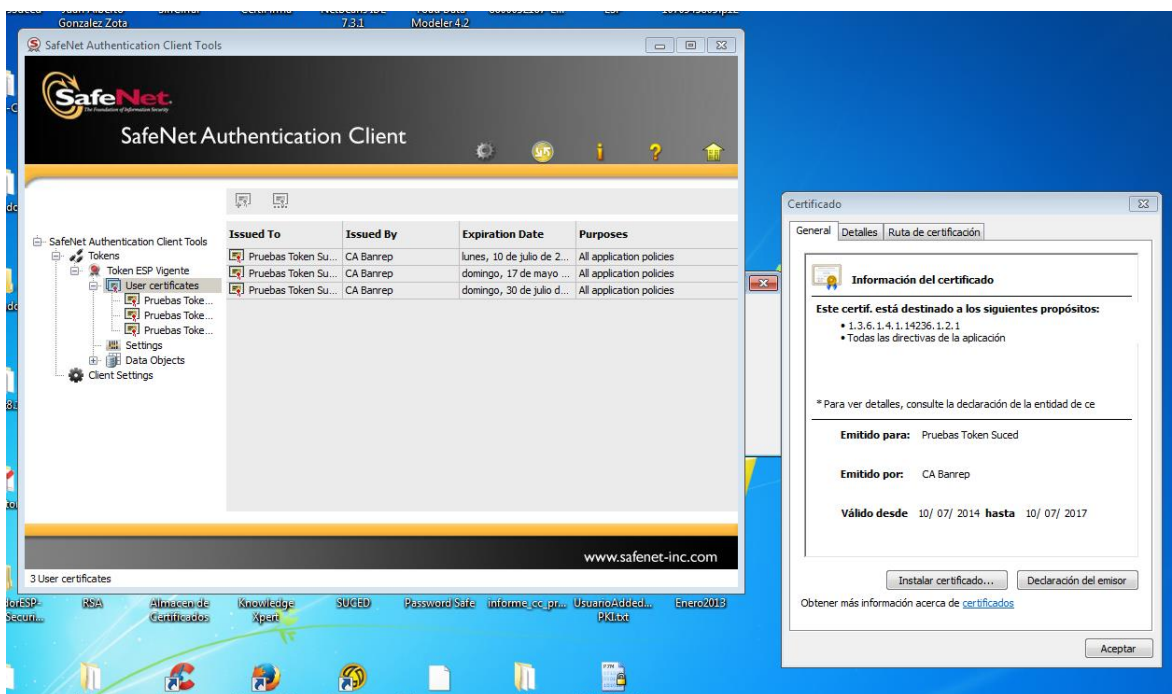 Gonzalez Zota
7.3.1
Modeler 4.2
SafeNet Authentication Client Tools
SafeNet.
The Foundation of Information Security
SafeNet Authentication Client
Issued To Issued By Expiration Date Purposes
Pruebas Token Su... CA Banrep lunes, 10 de julio de 2... All application policies
Pruebas Token Su... CA Banrep domingo, 17 de mayo ... All application policies
Pruebas Token Su... CA Banrep domingo, 30 de julio d... All application policies
SafeNet Authentication Client Tools
Tokens
Token ESP Vigente
User certificates
Pruebas Toke...
Pruebas Toke...
Pruebas Toke...
Settings
Data Objects
Client Settings
www.safenet-inc.com
3 User certificates
Certificado
General Detalles Ruta de certificación
Información del certificado
Este certif. está destinado a los siguientes propósitos:
• 1.3.6.1.4.1.14236.1.2.1
• Todas las directivas de la aplicación
* Para ver detalles, consulte la declaración de la entidad de ce
Emitido para: Pruebas Token Suced
Emitido por: CA Banrep
Válido desde 10/ 07/ 2014 hasta 10/ 07/ 2017
Instalar certificado... Declaración del emisor
Obtener más información acerca de certificados
Aceptar
RSA
Almacen de
Certificados
Knowledge
Xpert
SUCED
Password Safe
informe_cc_pr...
UsuarioAdded...
PKI.txt
Enero2013